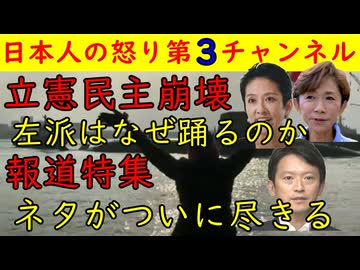 日本人の怒り第3チャンネル
立憲民主崩壊
左派はなぜ踊るのか
報道特集
ネタがついに尽きる